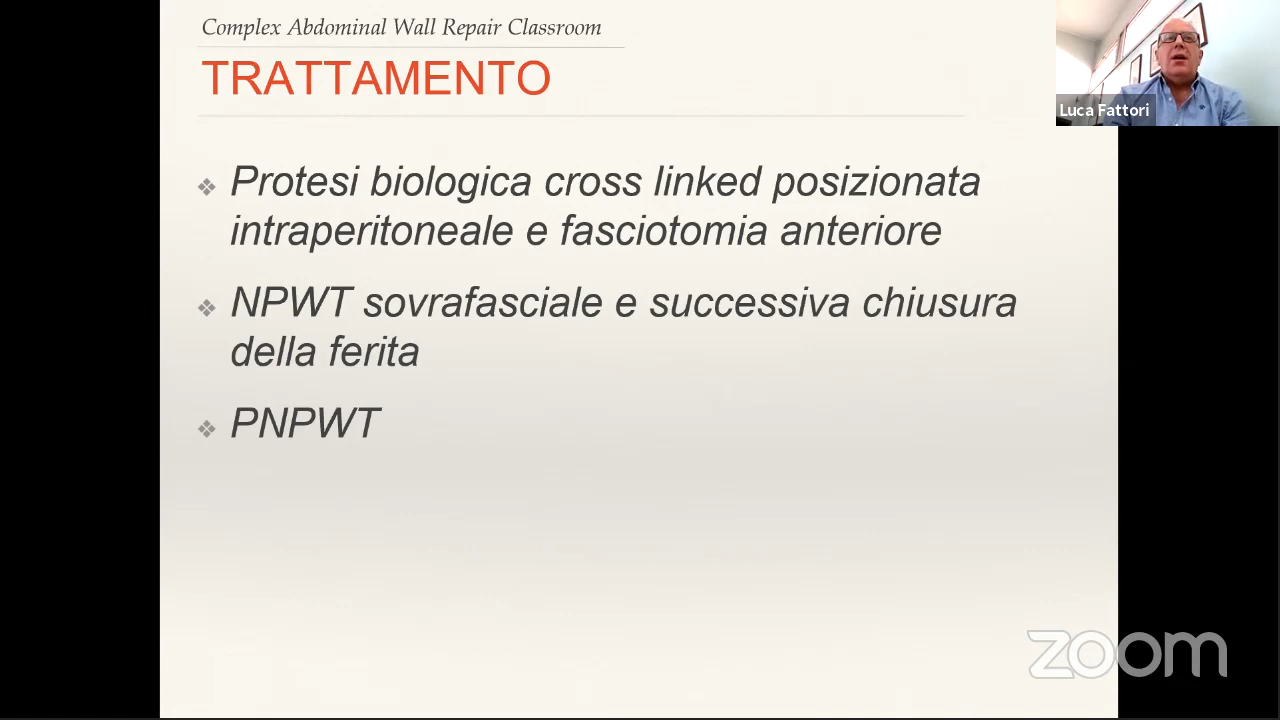 Complex Abdominal Wall Repair Classroom
TRATTAMENTO
Luca Fattori
❖ Protesi biologica cross linked posizionata
intraperitoneale e fasciotomia anteriore
❖ NPWT sovrafasciale e successiva chiusura
della ferita
❖ PNPWT
zoom